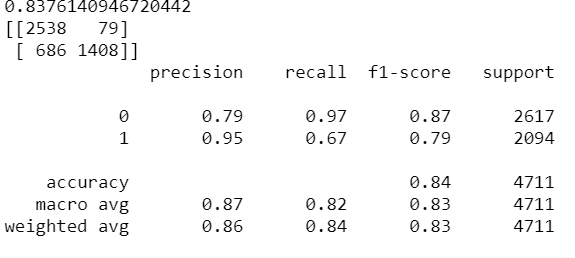 0.8376140946720442
[[2538   79]
 [ 686 1408]]
              precision    recall  f1-score   support

           0       0.79      0.97      0.87      2617
           1       0.95      0.67      0.79      2094

    accuracy                           0.84      4711
   macro avg       0.87      0.82      0.83      4711
weighted avg       0.86      0.84      0.83      4711